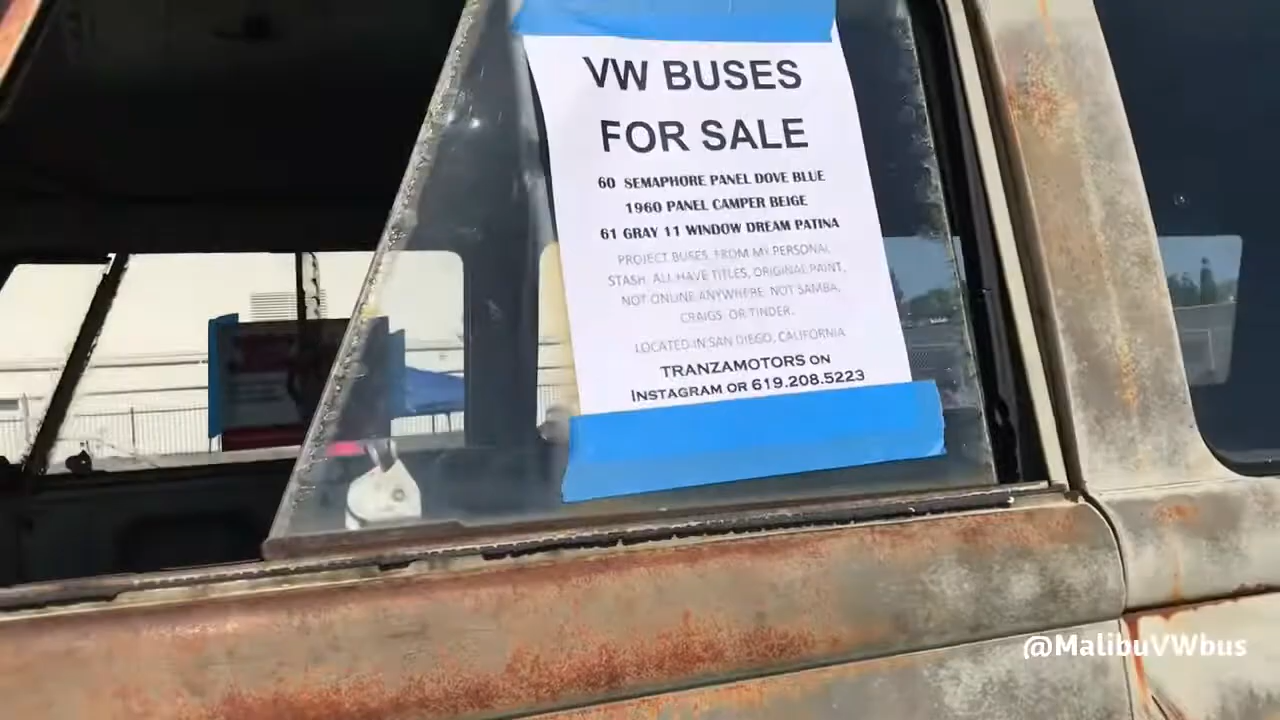 VW BUSES
FOR SALE
60 SEMAPHORE PANEL DOVE BLUE
1960 PANEL CAMPER BEIGE
61 GRAY 11 WINDOW DREAM PATINA
PROJECT BUSES FROM MY PERSONAL
STASH. ALL HAVE TITLES, ORIGINAL PAINT,
NOT ONLINE ANYWHERE. NOT SAMBA,
CRAIGS, OR TINDER.
LOCATED IN SAN DIEGO, CALIFORNIA
TRANZAMOTORS ON
INSTAGRAM OR 619.208.5223
@MalibuVWbus